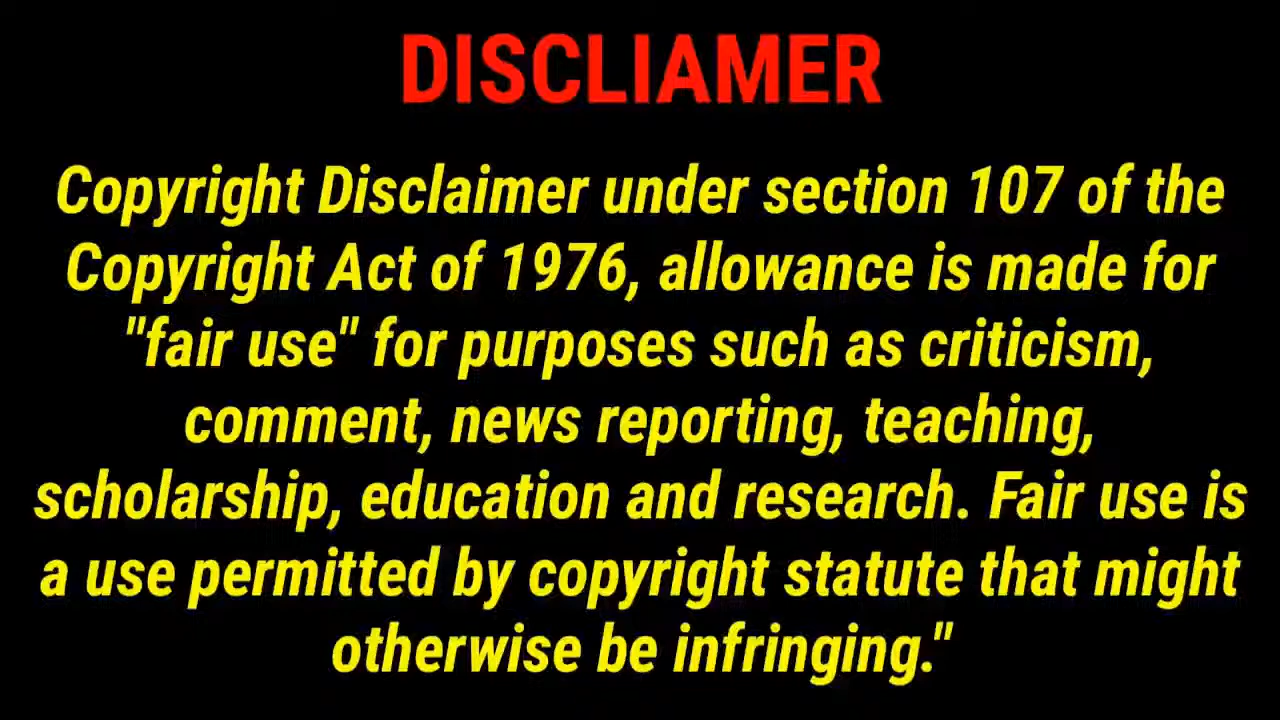 DISCLIAMER
Copyright Disclaimer under section 107 of the
Copyright Act of 1976, allowance is made for
"fair use" for purposes such as criticism,
comment, news reporting, teaching,
scholarship, education and research. Fair use is
a use permitted by copyright statute that might
otherwise be infringing."